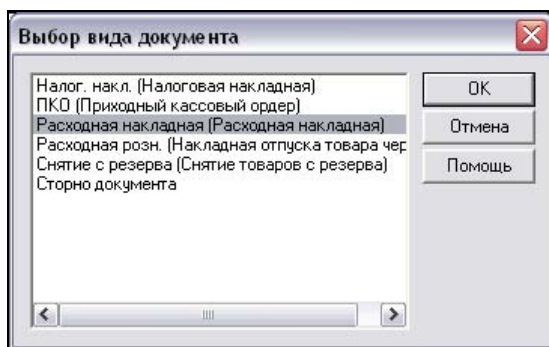 Выбор вида документа
Налог. накл. (Налоговая накладная)
ПКО (Приходный кассовый ордер)
Расходная накладная (Расходная накладная)
Расходная розн. (Накладная отпуска товара чер
Снятие с резерва (Снятие товаров с резерва)
Сторно документа
OK
Отмена
Помощь